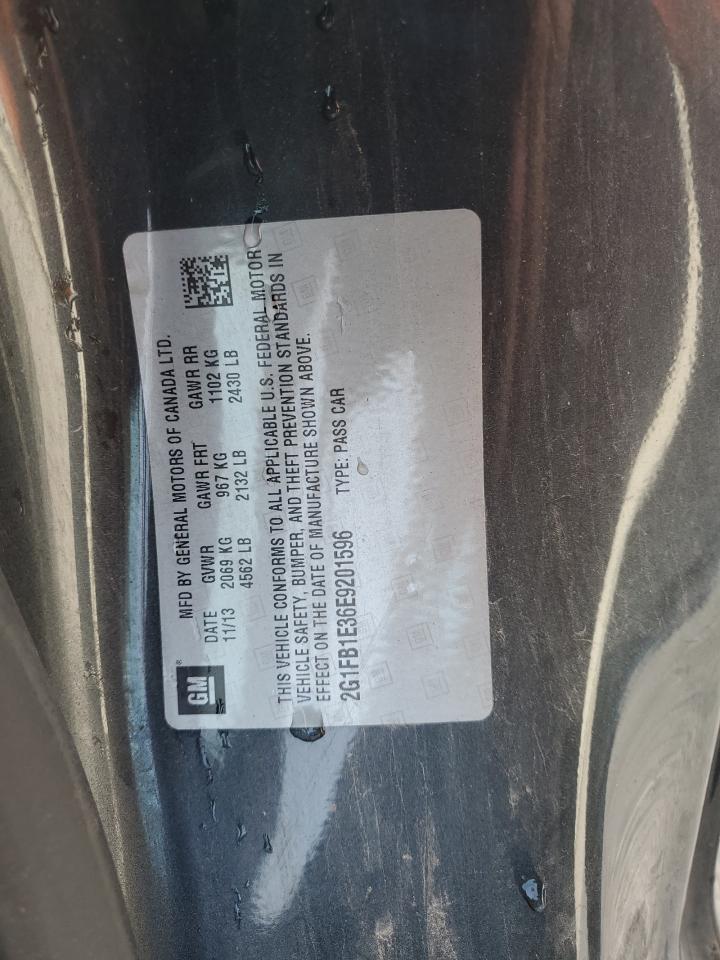 GM®
MFD BY GENERAL MOTORS OF CANADA LTD.
DATE GVWR GAWR FRT GAWR RR
11/13 2069 KG 967 KG 1102 KG
4562 LB 2132 LB 2430 LB
THIS VEHICLE CONFORMS TO ALL APPLICABLE U.S. FEDERAL MOTOR
VEHICLE SAFETY, BUMPER, AND THEFT PREVENTION STANDARDS IN
EFFECT ON THE DATE OF MANUFACTURE SHOWN ABOVE.
2G1FB1E36E9201596 TYPE: PASS CAR